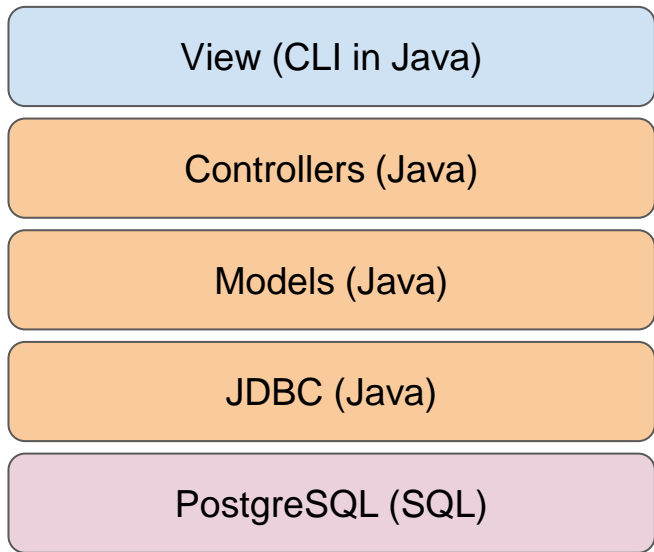 View (CLI in Java)
Controllers (Java)
Models (Java)
JDBC (Java)
PostgreSQL (SQL)